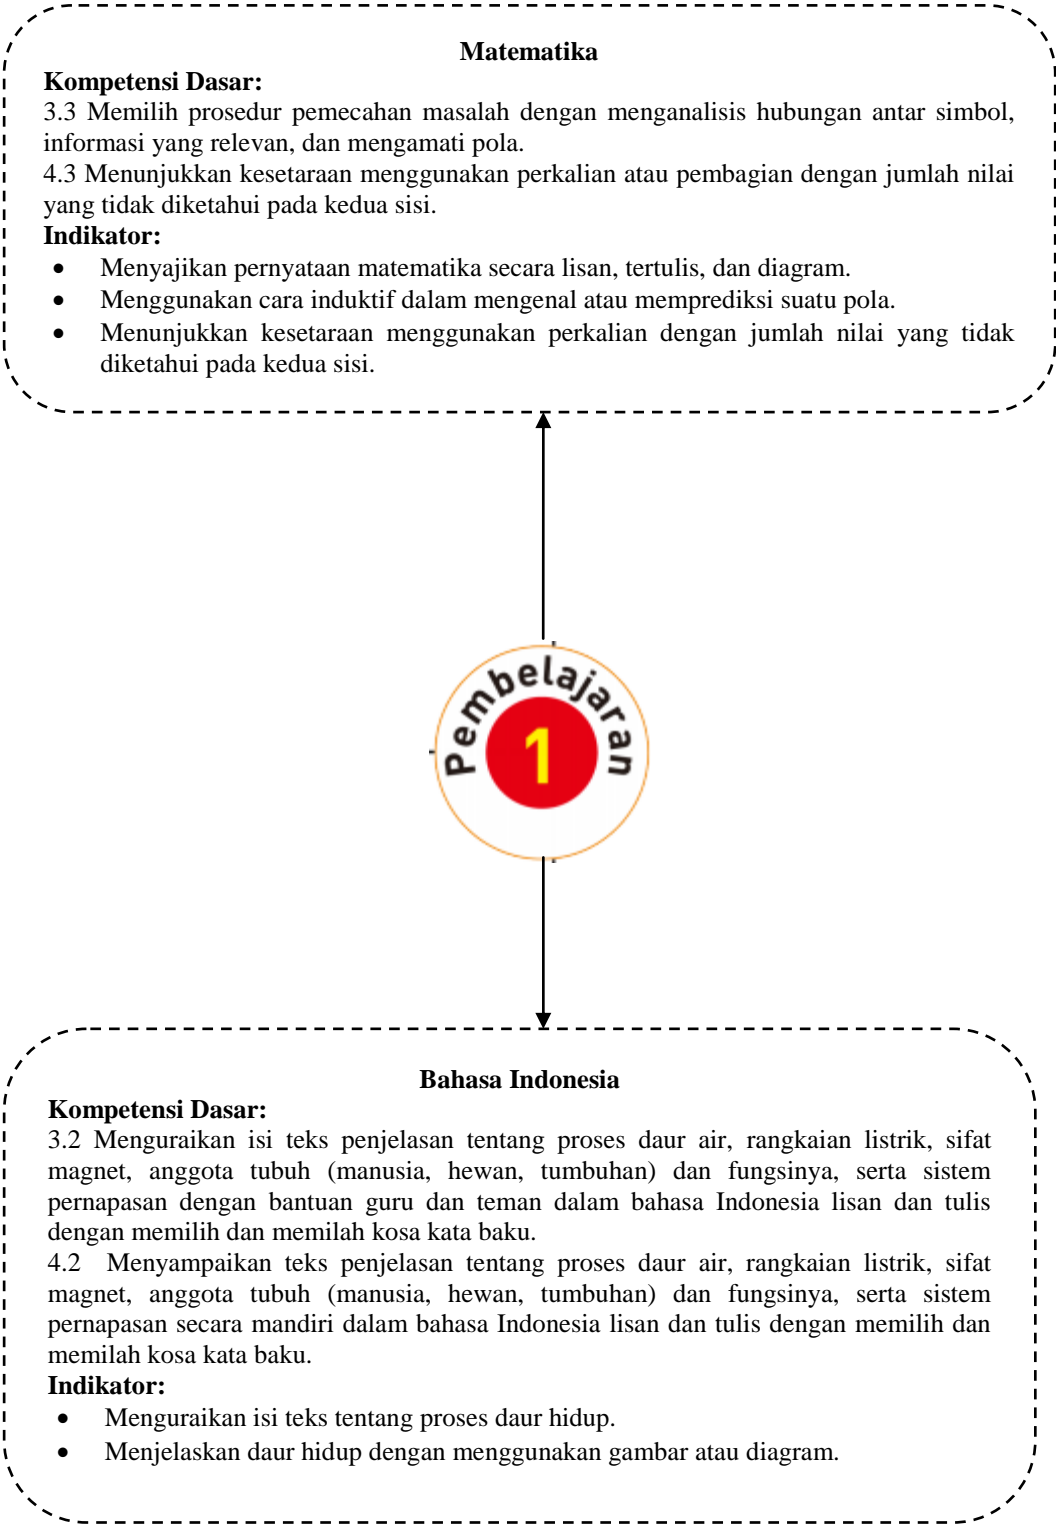 Matematika
Kompetensi Dasar:
3.3 Memilih prosedur pemecahan masalah dengan menganalisis hubungan antar simbol,
informasi yang relevan, dan mengamati pola.
4.3 Menunjukkan kesetaraan menggunakan perkalian atau pembagian dengan jumlah nilai
yang tidak diketahui pada kedua sisi.
Indikator:
• Menyajikan pernyataan matematika secara lisan, tertulis, dan diagram.
• Menggunakan cara induktif dalam mengenal atau memprediksi suatu pola.
• Menunjukkan kesetaraan menggunakan perkalian dengan jumlah nilai yang tidak
diketahui pada kedua sisi.
Pembelajaran
1
Bahasa Indonesia
Kompetensi Dasar:
3.2 Menguraikan isi teks penjelasan tentang proses daur air, rangkaian listrik, sifat
magnet, anggota tubuh (manusia, hewan, tumbuhan) dan fungsinya, serta sistem
pernapasan dengan bantuan guru dan teman dalam bahasa Indonesia lisan dan tulis
dengan memilih dan memilah kosa kata baku.
4.2 Menyampaikan teks penjelasan tentang proses daur air, rangkaian listrik, sifat
magnet, anggota tubuh (manusia, hewan, tumbuhan) dan fungsinya, serta sistem
pernapasan secara mandiri dalam bahasa Indonesia lisan dan tulis dengan memilih dan
memilah kosa kata baku.
Indikator:
• Menguraikan isi teks tentang proses daur hidup.
• Menjelaskan daur hidup dengan menggunakan gambar atau diagram.